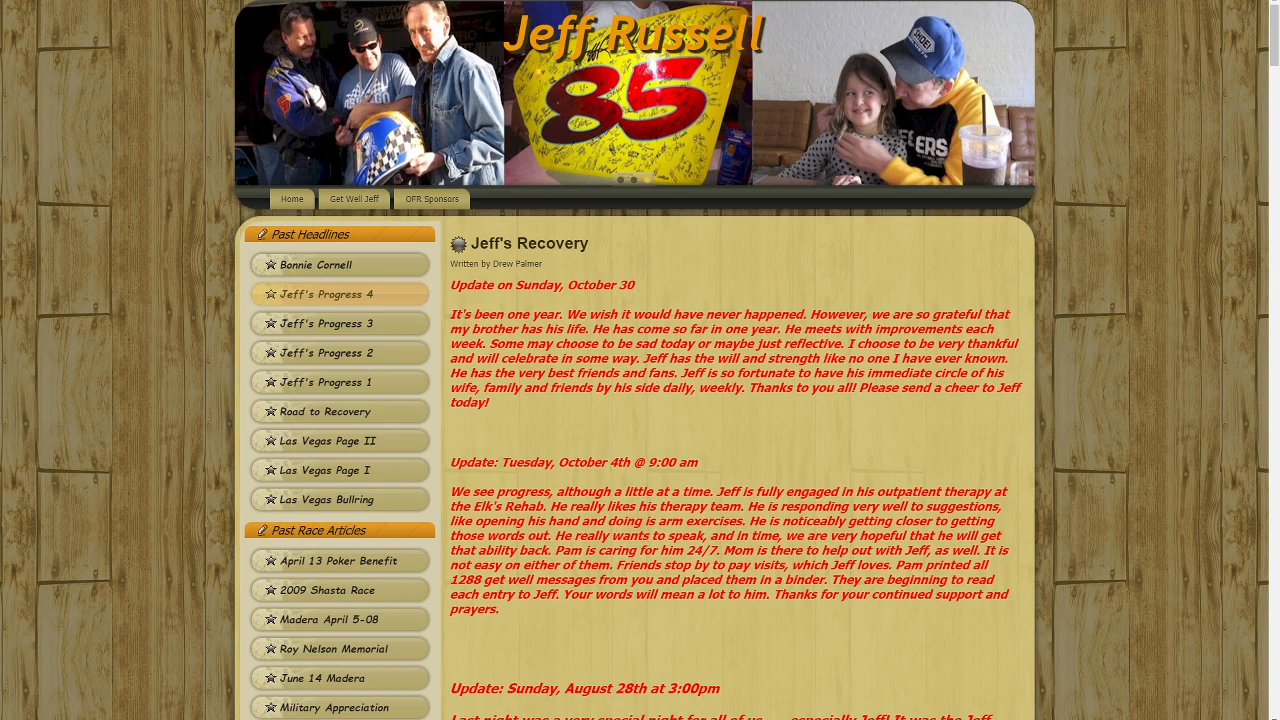 Jeff Russell
85
Home
Get Well Jeff
OFR Sponsors
Past Headlines
Bonnie Cornell
Jeff's Progress 4
Jeff's Progress 3
Jeff's Progress 2
Jeff's Progress 1
Road to Recovery
Las Vegas Page II
Las Vegas Page I
Las Vegas Bullring
Past Race Articles
April 13 Poker Benefit
2009 Shasta Race
Madera April 5-08
Roy Nelson Memorial
June 14 Madera
Military Appreciation
Jeff's Recovery
Written by Drew Palmer
Update on Sunday, October 30
It's been one year. We wish it would have never happened. However, we are so grateful that
my brother has his life. He has come so far in one year. He meets with improvements each
week. Some may choose to be sad today or maybe just reflective. I choose to be very thankful
and will celebrate in some way. Jeff has the will and strength like no one I have ever known.
He has the very best friends and fans. Jeff is so fortunate to have his immediate circle of his
wife, family and friends by his side daily, weekly. Thanks to you all! Please send a cheer to Jeff
today!
Update: Tuesday, October 4th @ 9:00 am
We see progress, although a little at a time. Jeff is fully engaged in his outpatient therapy at
the Elk's Rehab. He really likes his therapy team. He is responding very well to suggestions,
like opening his hand and doing is arm exercises. He is noticeably getting closer to getting
those words out. He really wants to speak, and in time, we are very hopeful that he will get
that ability back. Pam is caring for him 24/7. Mom is there to help out with Jeff, as well. It is
not easy on either of them. Friends stop by to pay visits, which Jeff loves. Pam printed all
1288 get well messages from you and placed them in a binder. They are beginning to read
each entry to Jeff. Your words will mean a lot to him. Thanks for your continued support and
prayers.
Update: Sunday, August 28th at 3:00pm
Last night was a very special night for all of us..... especially Jeff! It was the Jeff